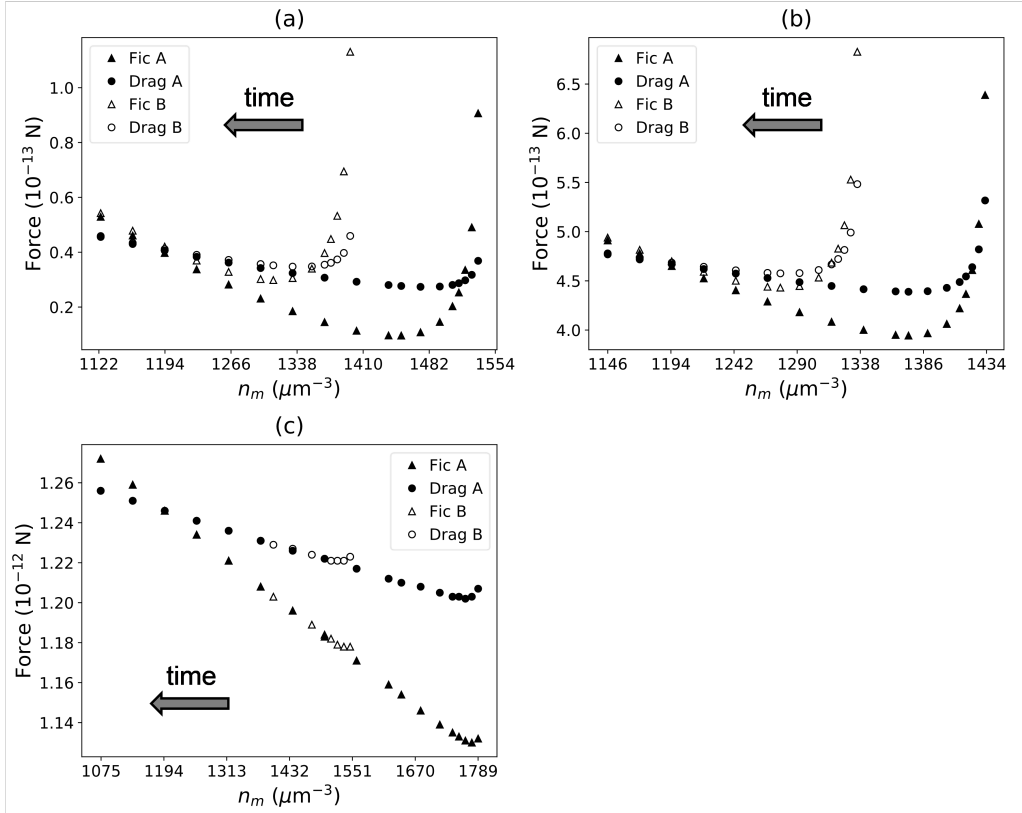 (a)
Fic A
Drag A
Fic B
Drag B
time
1.0
0.8
0.6
0.4
0.2
Force (10⁻¹³ N)
1122 1194 1266 1338 1410 1482 1554
nₘ (μm⁻³)
(b)
Fic A
Drag A
Fic B
Drag B
time
6.5
6.0
5.5
5.0
4.5
4.0
Force (10⁻¹³ N)
1146 1194 1242 1290 1338 1386 1434
nₘ (μm⁻³)
(c)
Fic A
Drag A
Fic B
Drag B
time
1.26
1.24
1.22
1.20
1.18
1.16
1.14
Force (10⁻¹² N)
1075 1194 1313 1432 1551 1670 1789
nₘ (μm⁻³)